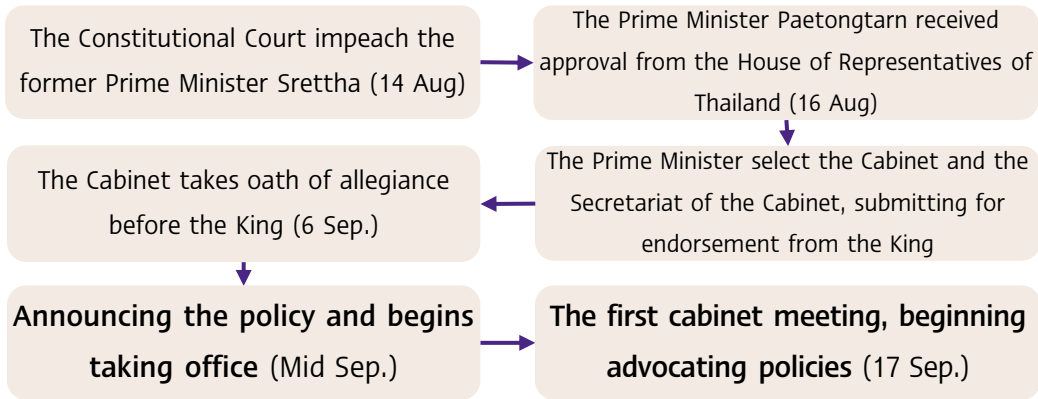 The Constitutional Court impeach the
former Prime Minister Srettha (14 Aug)
The Prime Minister Paetongtarn received
approval from the House of Representatives of
Thailand (16 Aug)
The Prime Minister select the Cabinet and the
Secretariat of the Cabinet, submitting for
endorsement from the King
The Cabinet takes oath of allegiance
before the King (6 Sep.)
Announcing the policy and begins
taking office (Mid Sep.)
The first cabinet meeting, beginning
advocating policies (17 Sep.)